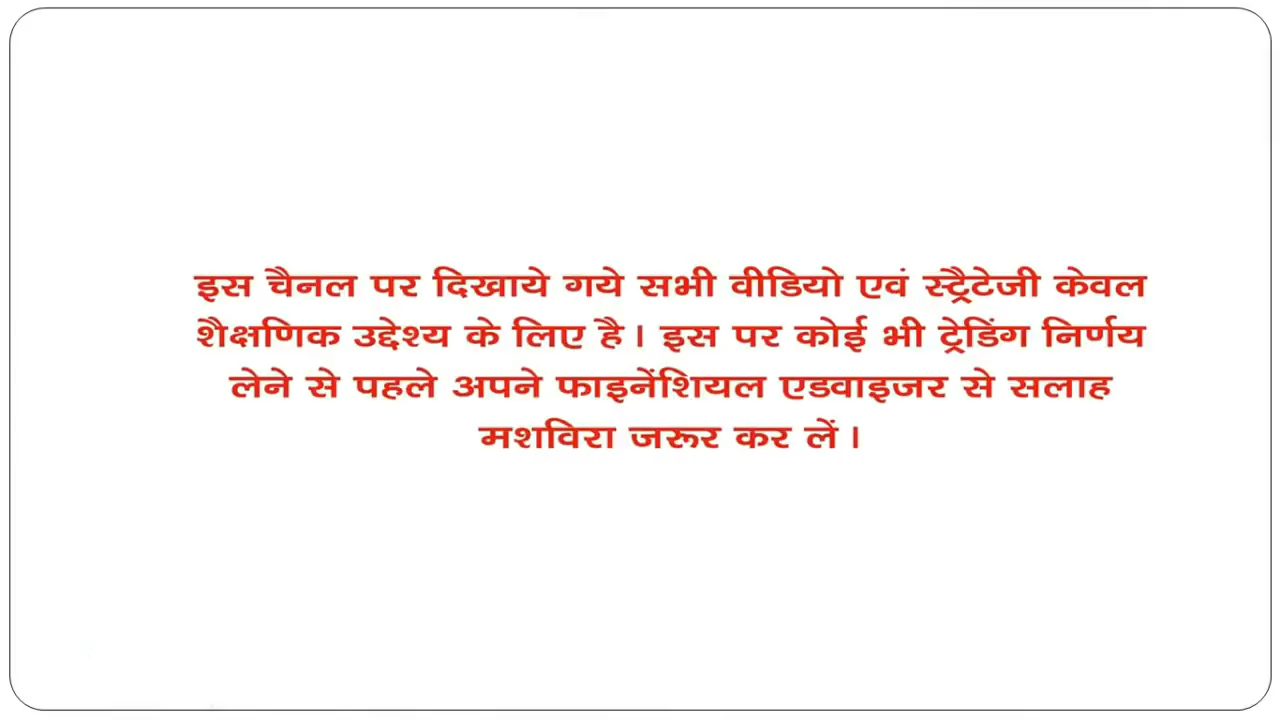 इस चैनल पर दिखाये गये सभी वीडियो एवं स्ट्रैटेजी केवल
शैक्षणिक उद्देश्य के लिए है। इस पर कोई भी ट्रेडिंग निर्णय
लेने से पहले अपने फाइनेंशियल एडवाइजर से सलाह
मशविरा जरूर कर लें।